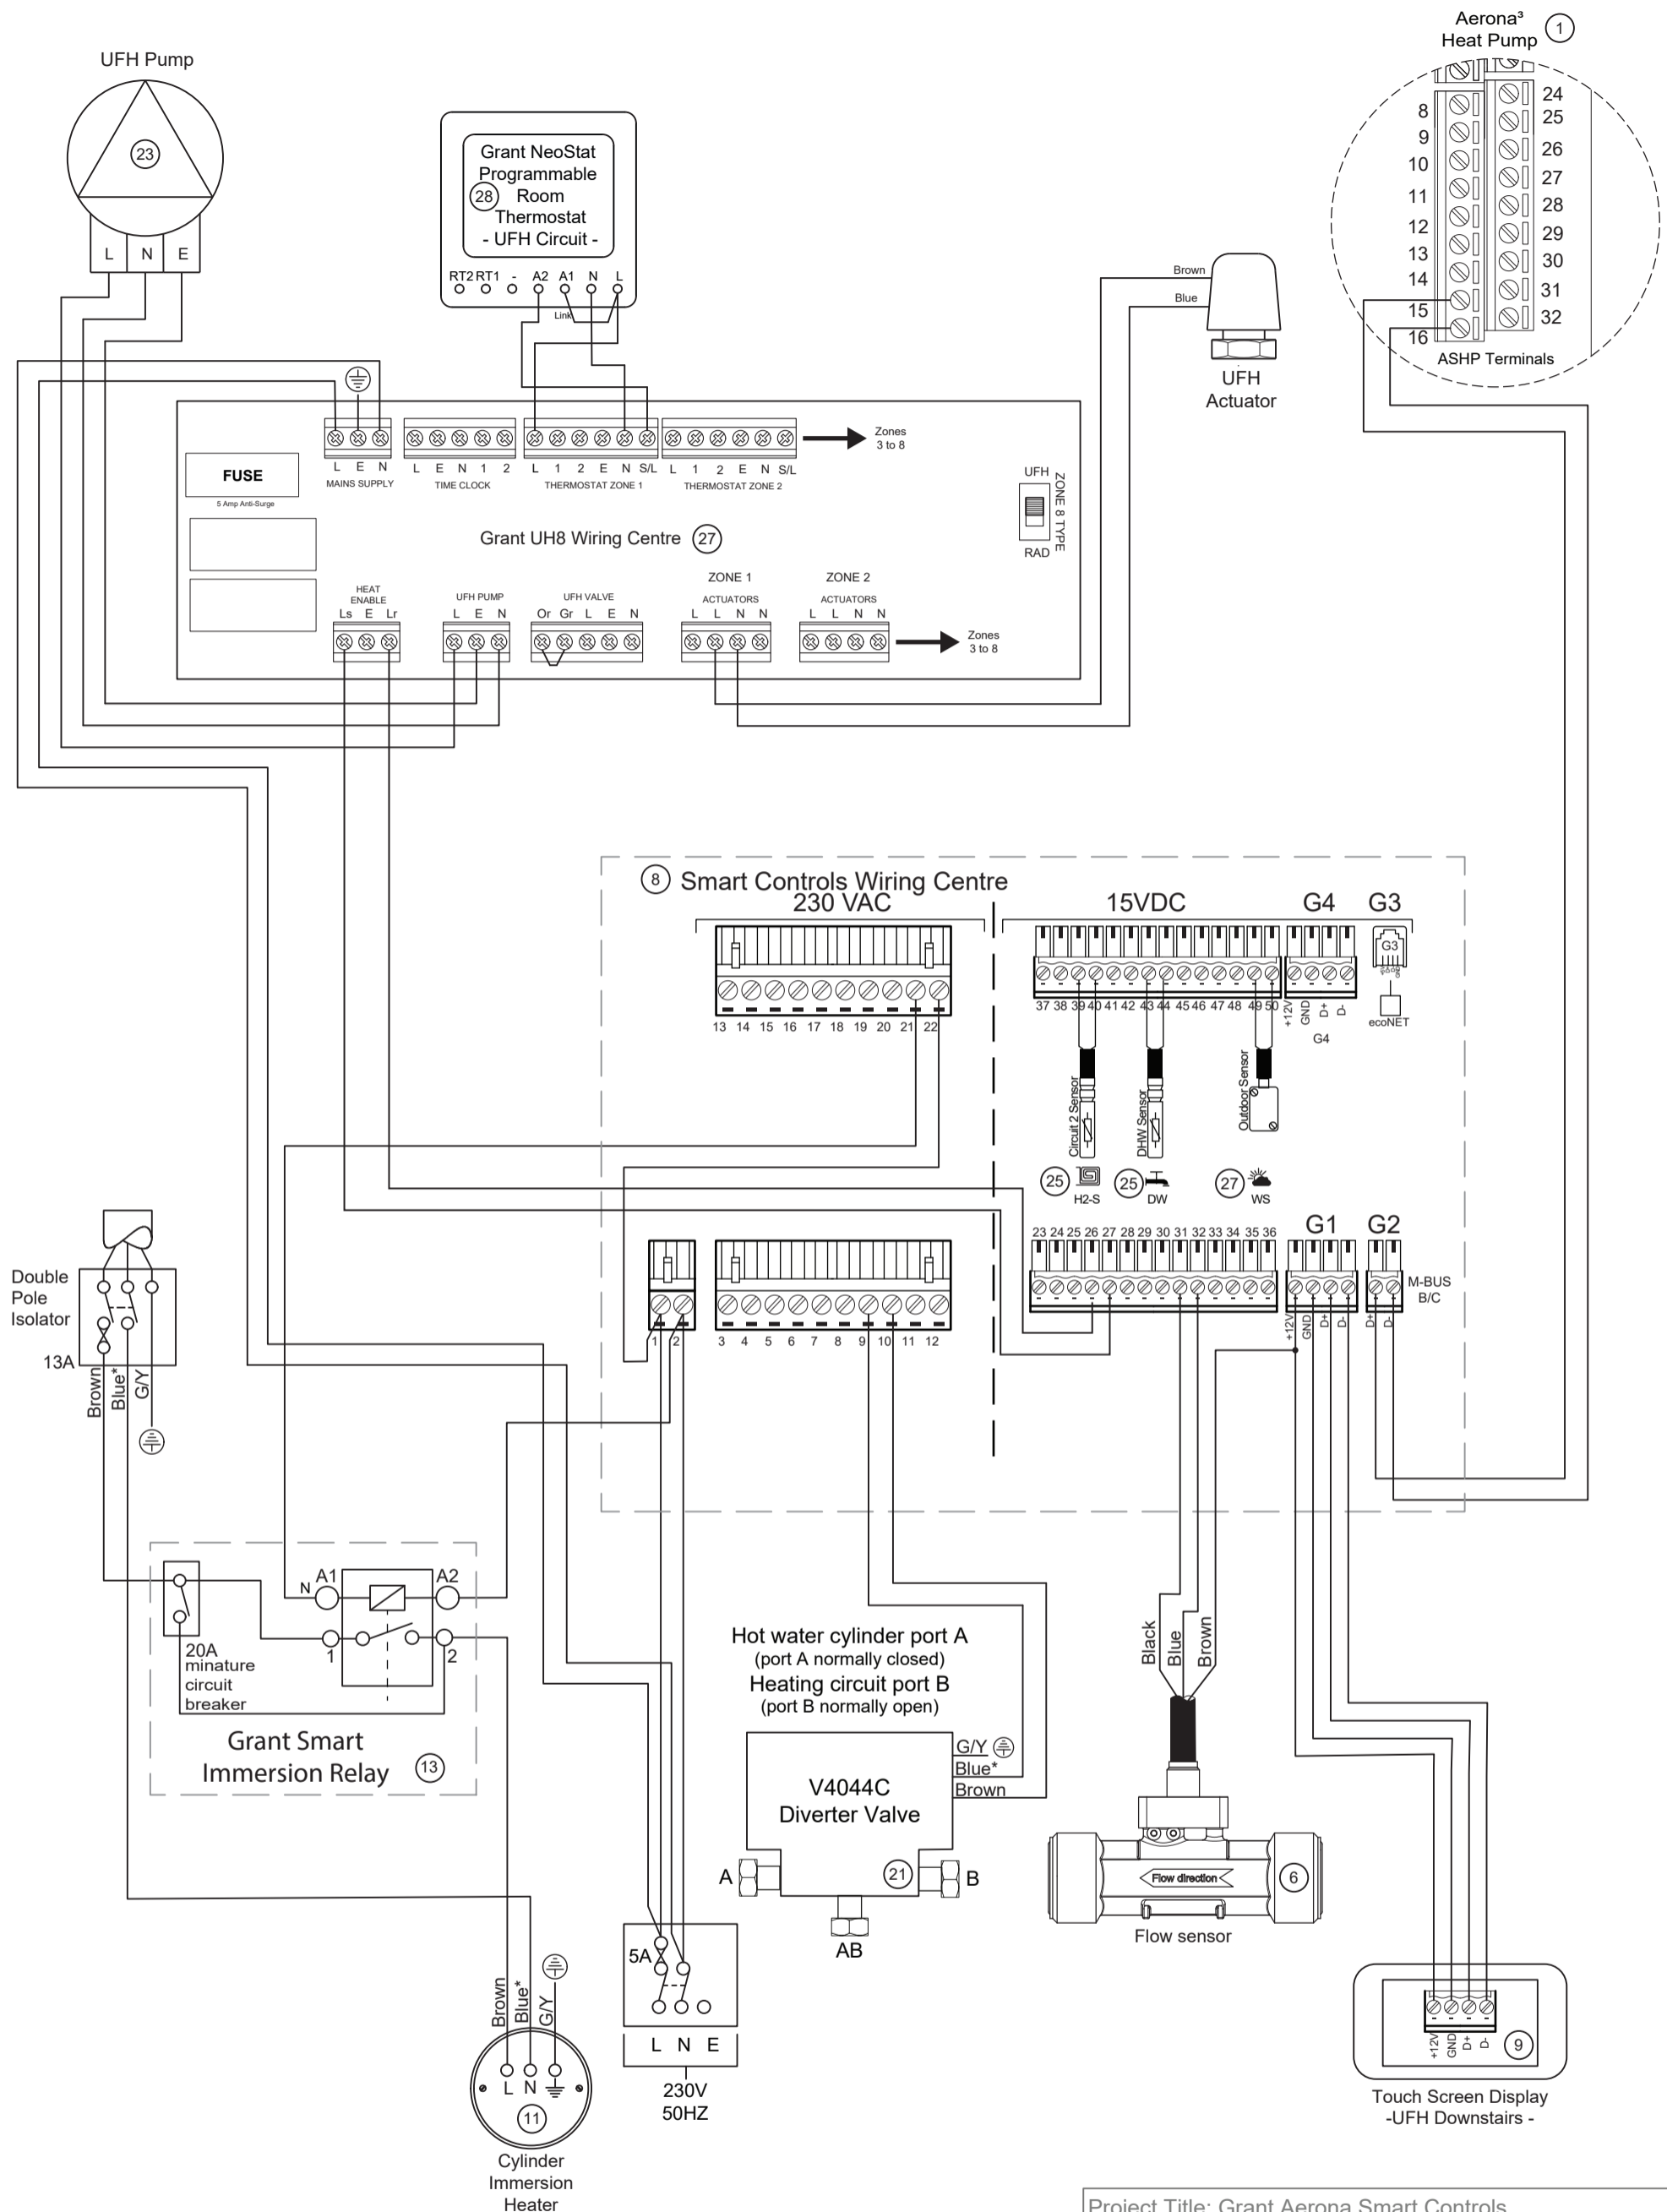 Aerona³
Heat Pump 1
UFH Pump
23
L N E
Grant NeoStat
Programmable
28 Room
Thermostat
- UFH Circuit -
RT2 RT1 - A2 A1 N L
Link
8
9
10
11
12
13
14
15
16
24
25
26
27
28
29
30
31
32
ASHP Terminals
Brown
Blue
UFH
Actuator
FUSE
5 Amp Anti-Surge
L E N
MAINS SUPPLY
L E N 1 2
TIME CLOCK
L 1 2 E N S/L
THERMOSTAT ZONE 1
L 1 2 E N S/L
THERMOSTAT ZONE 2
Zones
3 to 8
UFH
ZONE 8 TYPE
RAD
Grant UH8 Wiring Centre 27
HEAT
ENABLE
Ls E Lr
UFH PUMP
L E N
UFH VALVE
Or Gr L E N
ZONE 1
ACTUATORS
L L N N
ZONE 2
ACTUATORS
L L N N
Zones
3 to 8
8 Smart Controls Wiring Centre
230 VAC
15VDC
G4
G3
G3
13 14 15 16 17 18 19 20 21 22
37 38 39 40 41 42 43 44 45 46 47 48 49 50
+12V
GND
D+
D-
G4
ecoNET
Circuit 2 Sensor
DHW Sensor
Outdoor Sensor
25 H2-S
25 DW
27 WS
23 24 25 26 27 28 29 30 31 32 33 34 35 36
G1
G2
M-BUS
B/C
+12V
GND
D+
D-
D+
D-
1 2
3 4 5 6 7 8 9 10 11 12
Double
Pole
Isolator
13A
Brown
Blue*
G/Y
N A1
A2
1
2
20A
minature
circuit
breaker
Grant Smart
Immersion Relay 13
Hot water cylinder port A
(port A normally closed)
Heating circuit port B
(port B normally open)
G/Y
Blue*
Brown
V4044C
Diverter Valve
A
21
B
AB
Black
Blue
Brown
Flow direction
6
Flow sensor
5A
L N E
230V
50HZ
Brown
Blue*
G/Y
L N
11
Cylinder
Immersion
Heater
+12V
GND
D+
D-
9
Touch Screen Display
-UFH Downstairs -
Project Title: Grant Aerona Smart Controls